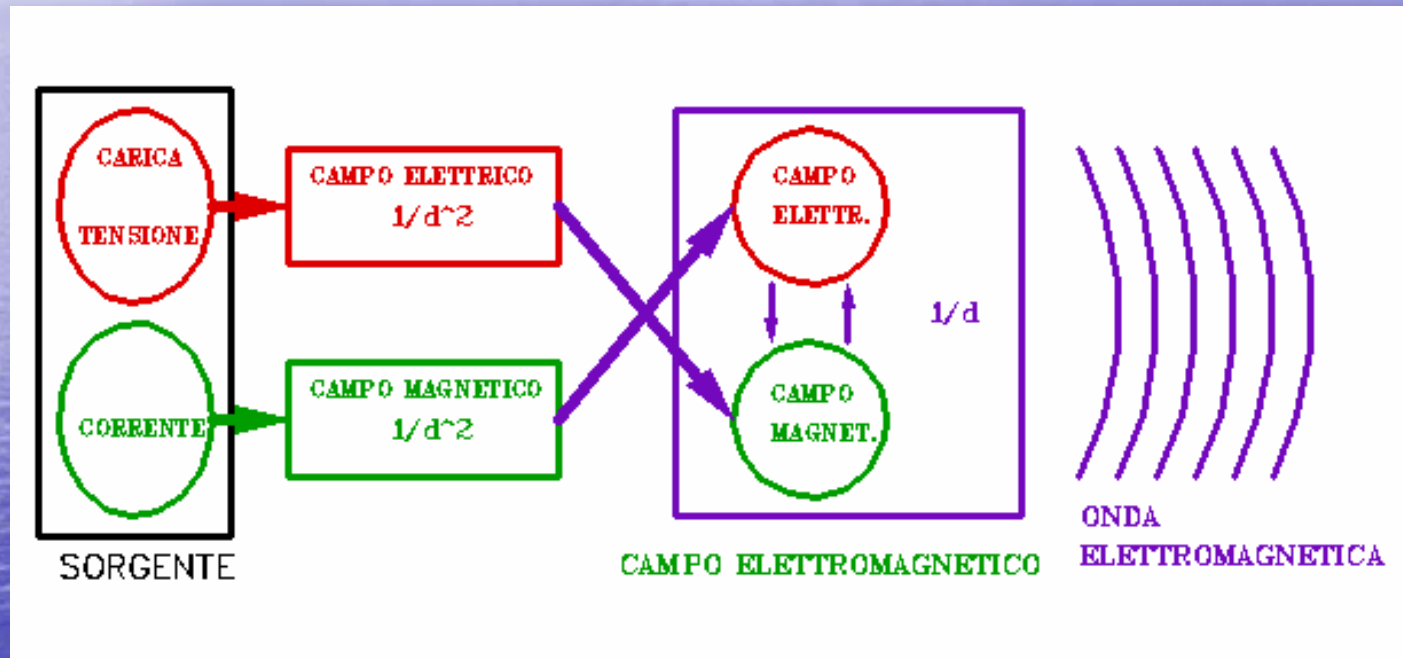 CARICA
TENSIONE
CORRENTE
SORGENTE
CAMPO ELETTRICO
1/d^2
CAMPO MAGNETICO
1/d^2
CAMPO
ELETTR.
1/d
CAMPO
MAGNET.
CAMPO ELETTROMAGNETICO
ONDA
ELETTROMAGNETICA